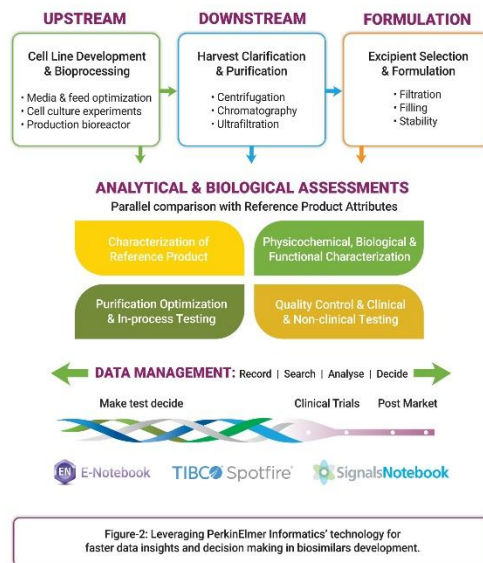 UPSTREAM
DOWNSTREAM
FORMULATION
Cell Line Development
& Bioprocessing
• Media & feed optimization
• Cell culture experiments
• Production bioreactor
Harvest Clarification
& Purification
• Centrifugation
• Chromatography
• Ultrafiltration
Excipient Selection
& Formulation
• Filtration
• Filling
• Stability
ANALYTICAL & BIOLOGICAL ASSESSMENTS
Parallel comparison with Reference Product Attributes
Characterization of
Reference Product
Physicochemical, Biological &
Functional Characterization
Purification Optimization
& In-process Testing
Quality Control & Clinical
& Non-clinical Testing
DATA MANAGEMENT: Record | Search | Analyse | Decide
Make test decide
Clinical Trials
Post Market
EN E-Notebook
TIBCO Spotfire®
SignalsNotebook
Figure-2: Leveraging PerkinElmer Informatics' technology for
faster data insights and decision making in biosimilars development.